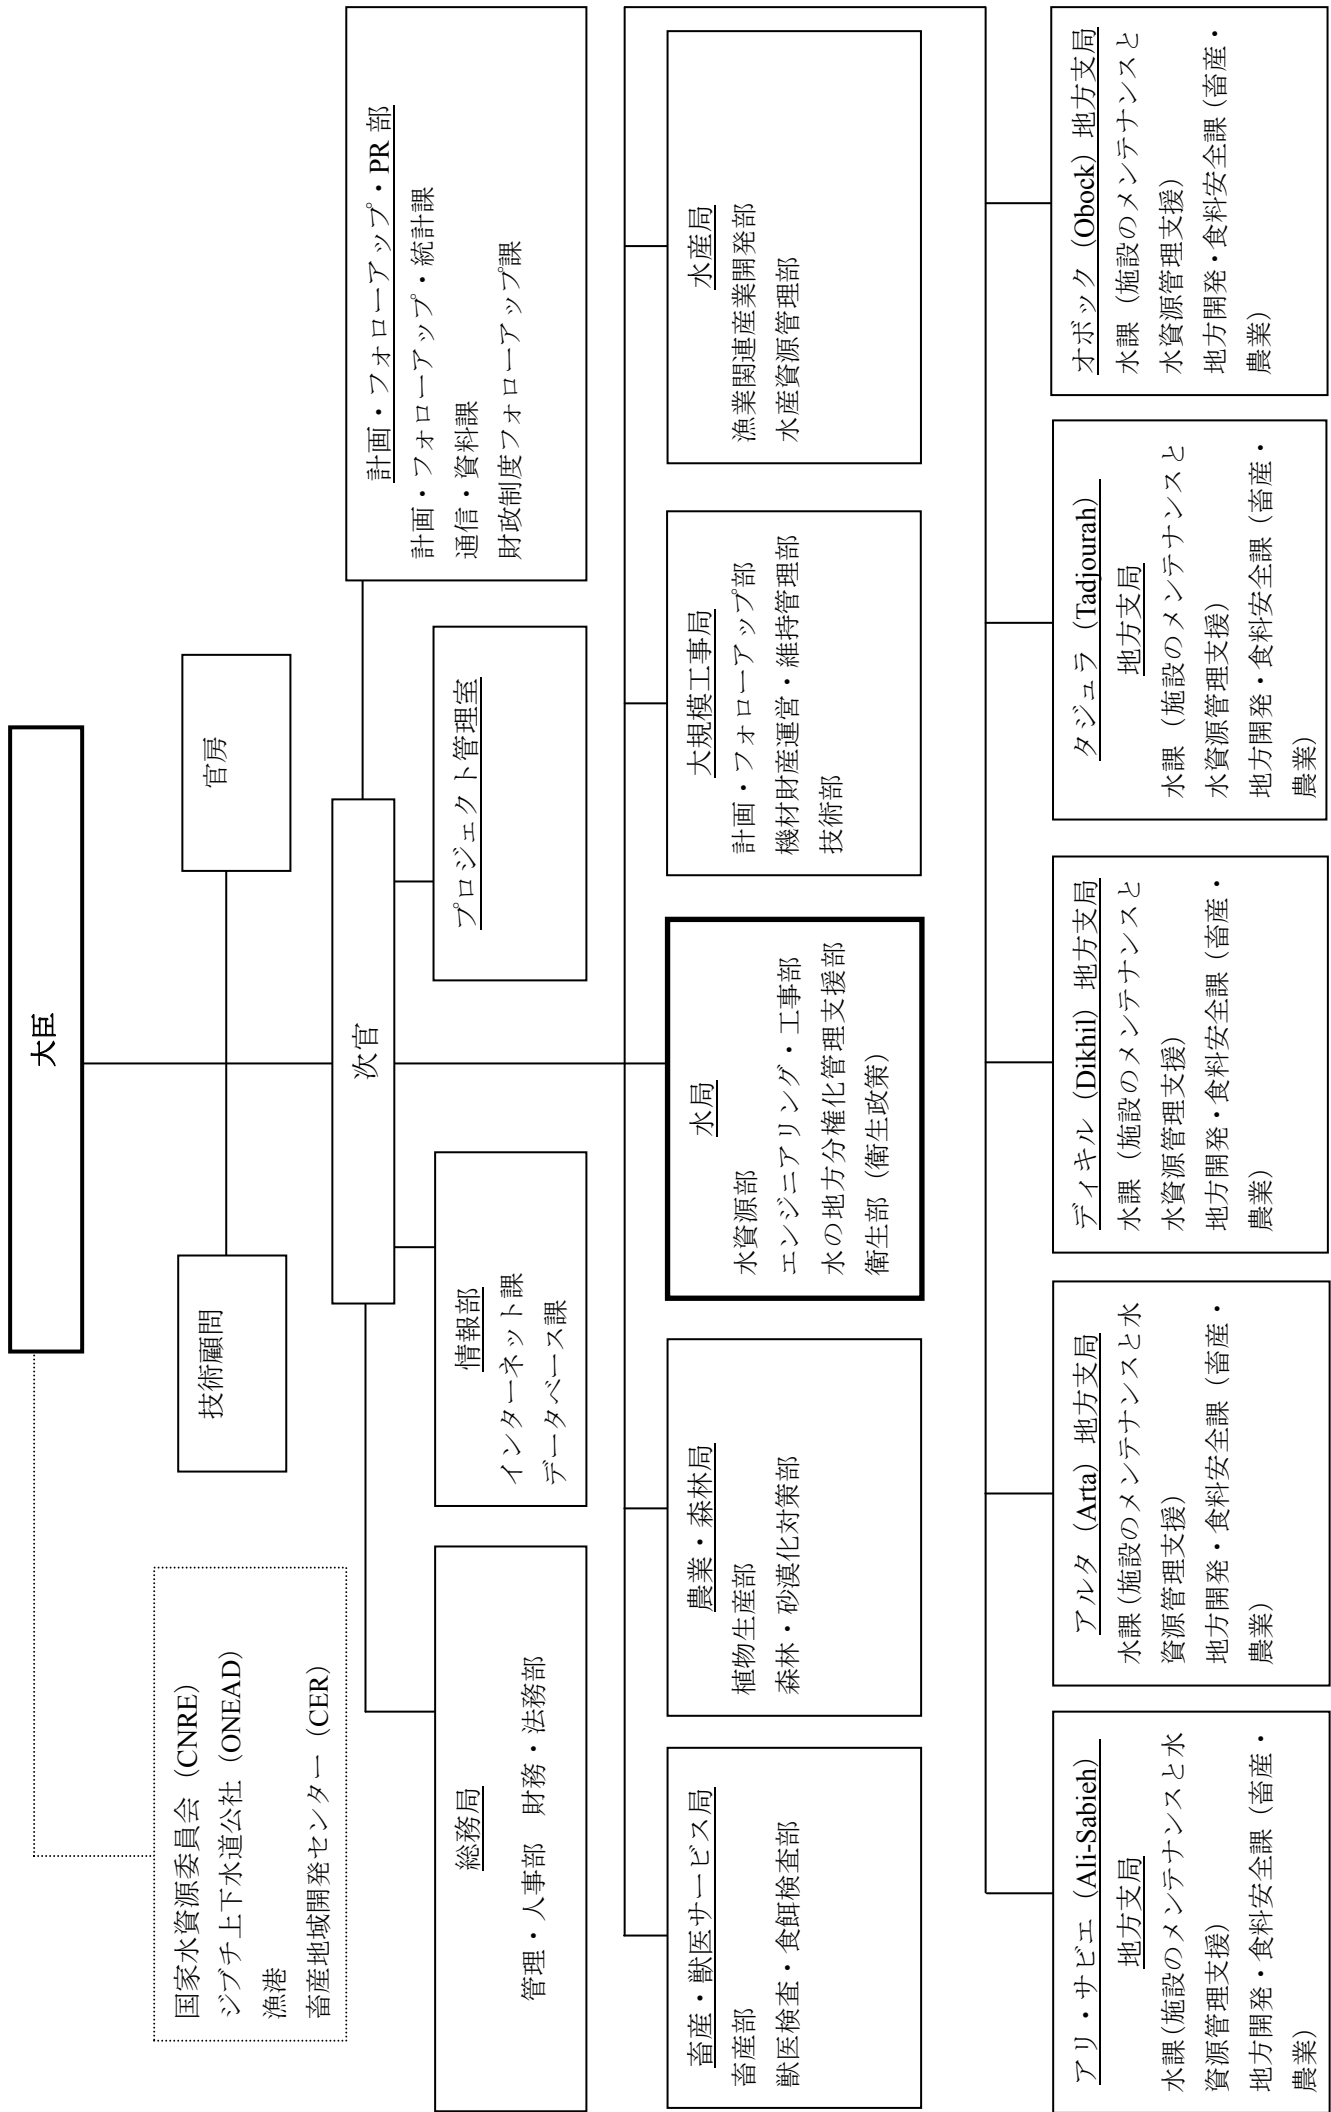 大臣
官房
技術顧問
国家水資源委員会（CNRE）
ジブチ上下水道公社（ONEAD）
漁港
畜産地域開発センター（CER）
次官
総務局
管理・人事部　財務・法務部
情報部
インターネット課
データベース課
プロジェクト管理室
計画・フォローアップ・PR 部
計画・フォローアップ・統計課
通信・資料課
財政制度フォローアップ課
畜産・獣医サービス局
畜産部
獣医検査・食餌検査部
農業・森林局
植物生産部
森林・砂漠化対策部
水局
水資源部
エンジニアリング・工事部
水の地方分権化管理支援部
衛生部（衛生政策）
大規模工事局
計画・フォローアップ部
機材財産運営・維持管理部
技術部
水産局
漁業関連産業開発部
水産資源管理部
アリ・サビエ（Ali-Sabieh）
地方支局
水課（施設のメンテナンスと水
資源管理支援）
地方開発・食料安全課（畜産・
農業）
アルタ（Arta）地方支局
水課（施設のメンテナンスと水
資源管理支援）
地方開発・食料安全課（畜産・
農業）
ディキル（Dikhil）地方支局
水課（施設のメンテナンスと
水資源管理支援）
地方開発・食料安全課（畜産・
農業）
タジュラ（Tadjourah）
地方支局
水課（施設のメンテナンスと
水資源管理支援）
地方開発・食料安全課（畜産・
農業）
オボック（Obock）地方支局
水課（施設のメンテナンスと
水資源管理支援）
地方開発・食料安全課（畜産・
農業）